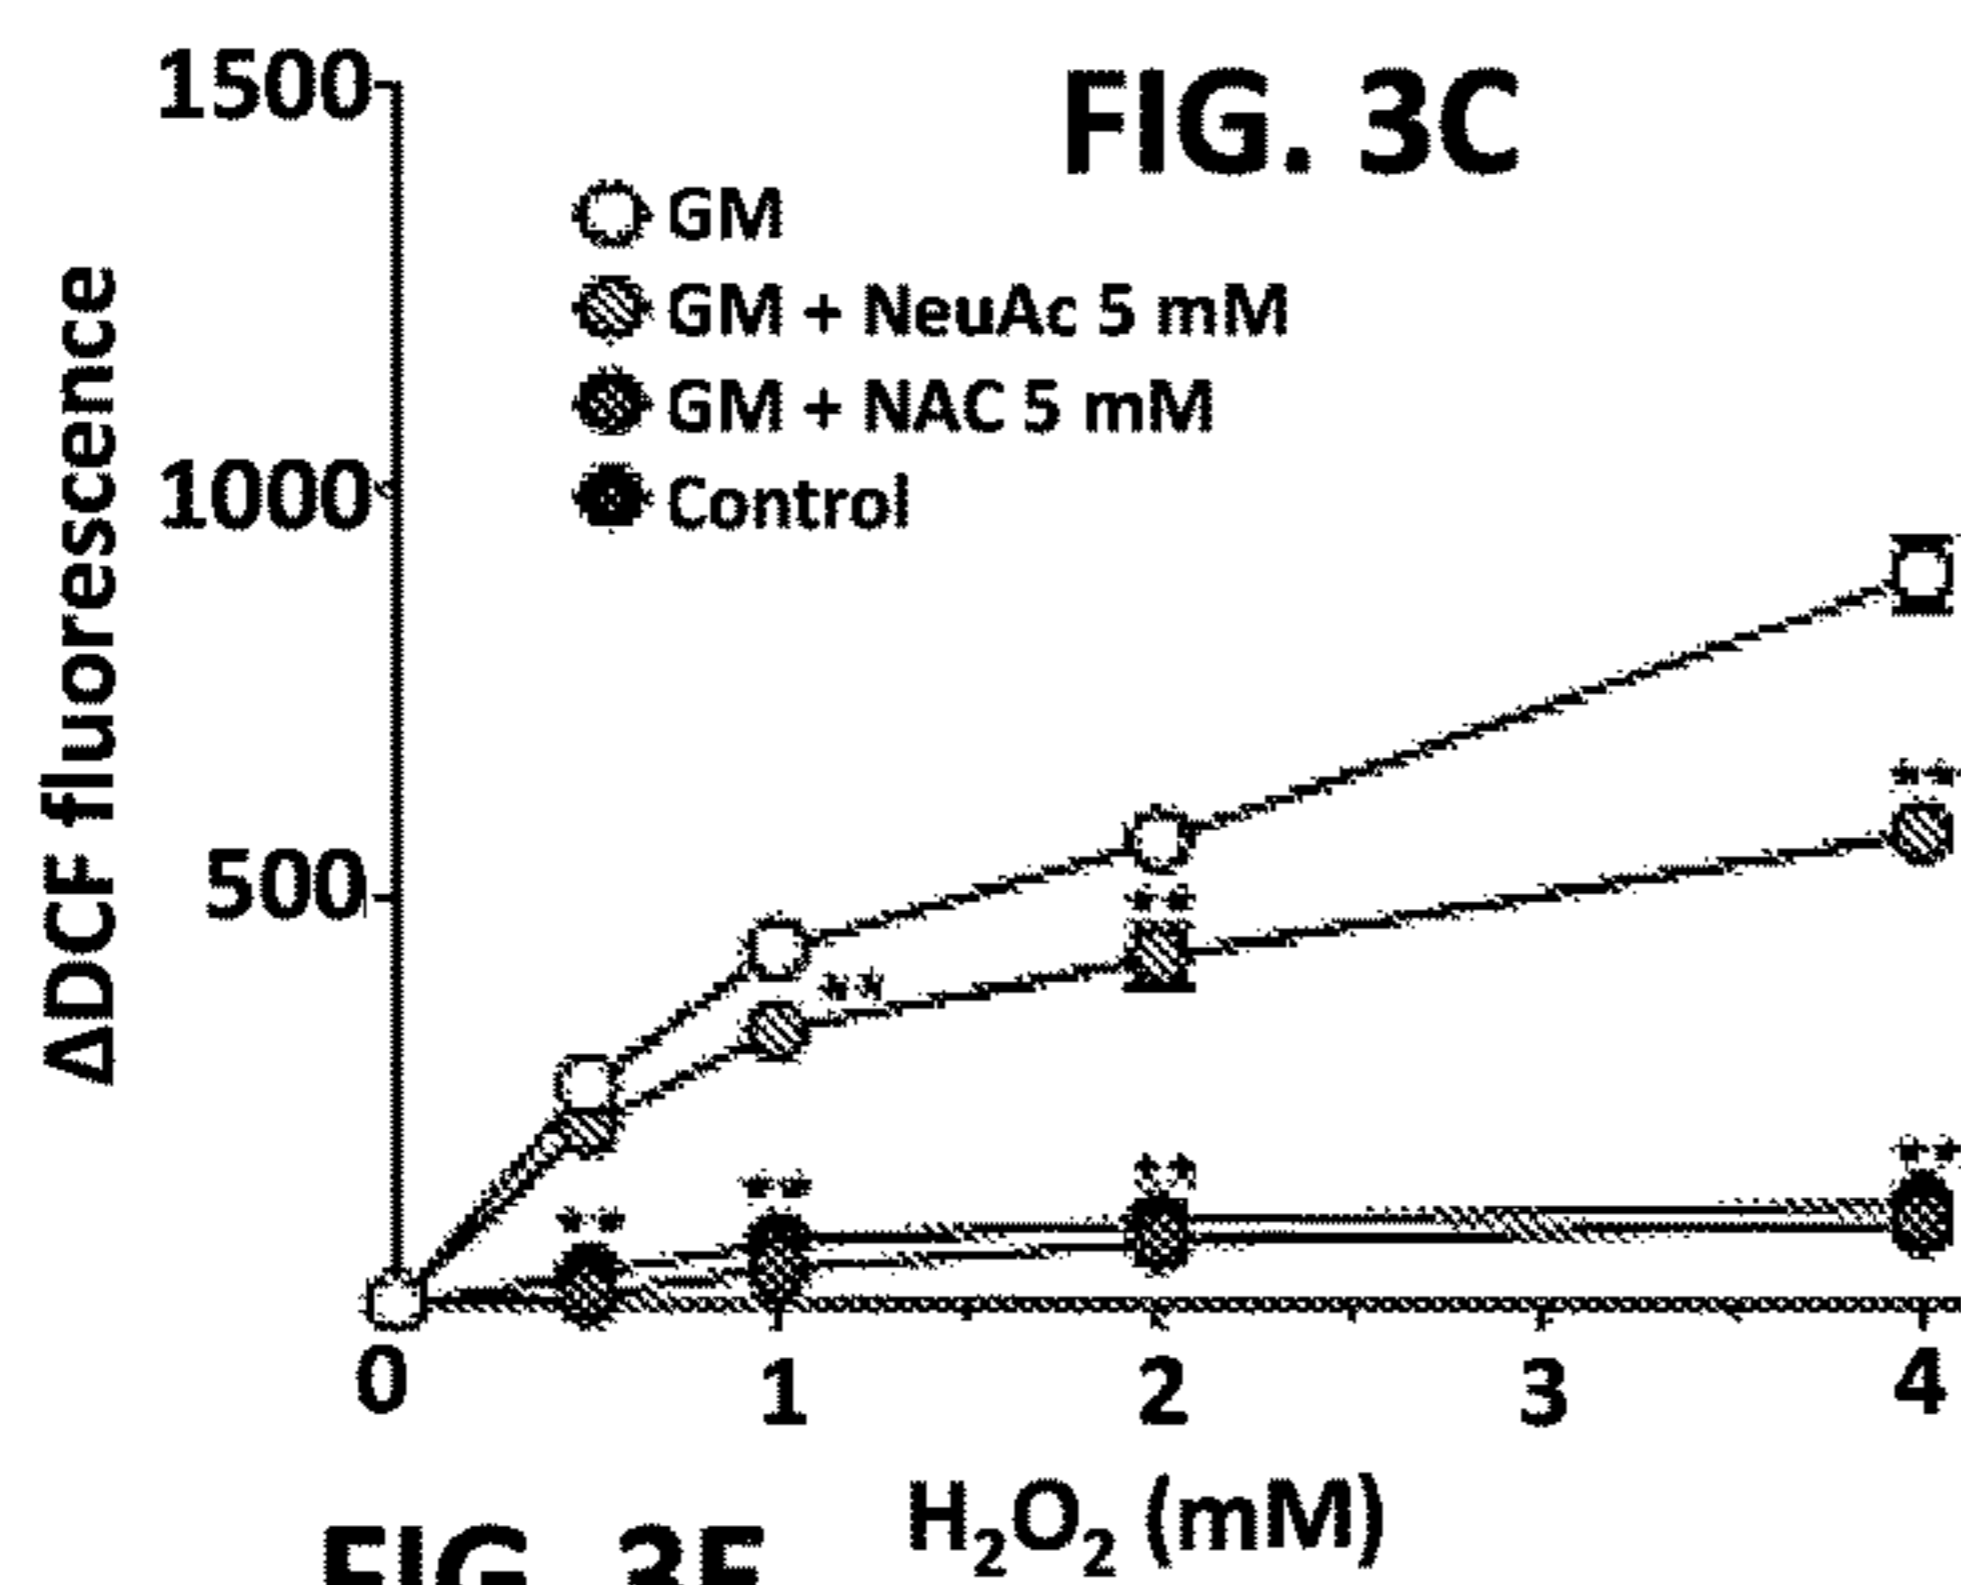 FIG. 3C
1500
1000
500
ΔDCF fluorescence
GM
GM + NeuAc 5 mM
GM + NAC 5 mM
Control
**
**
**
**
**
**
**
0 1 2 3 4
H₂O₂ (mM)